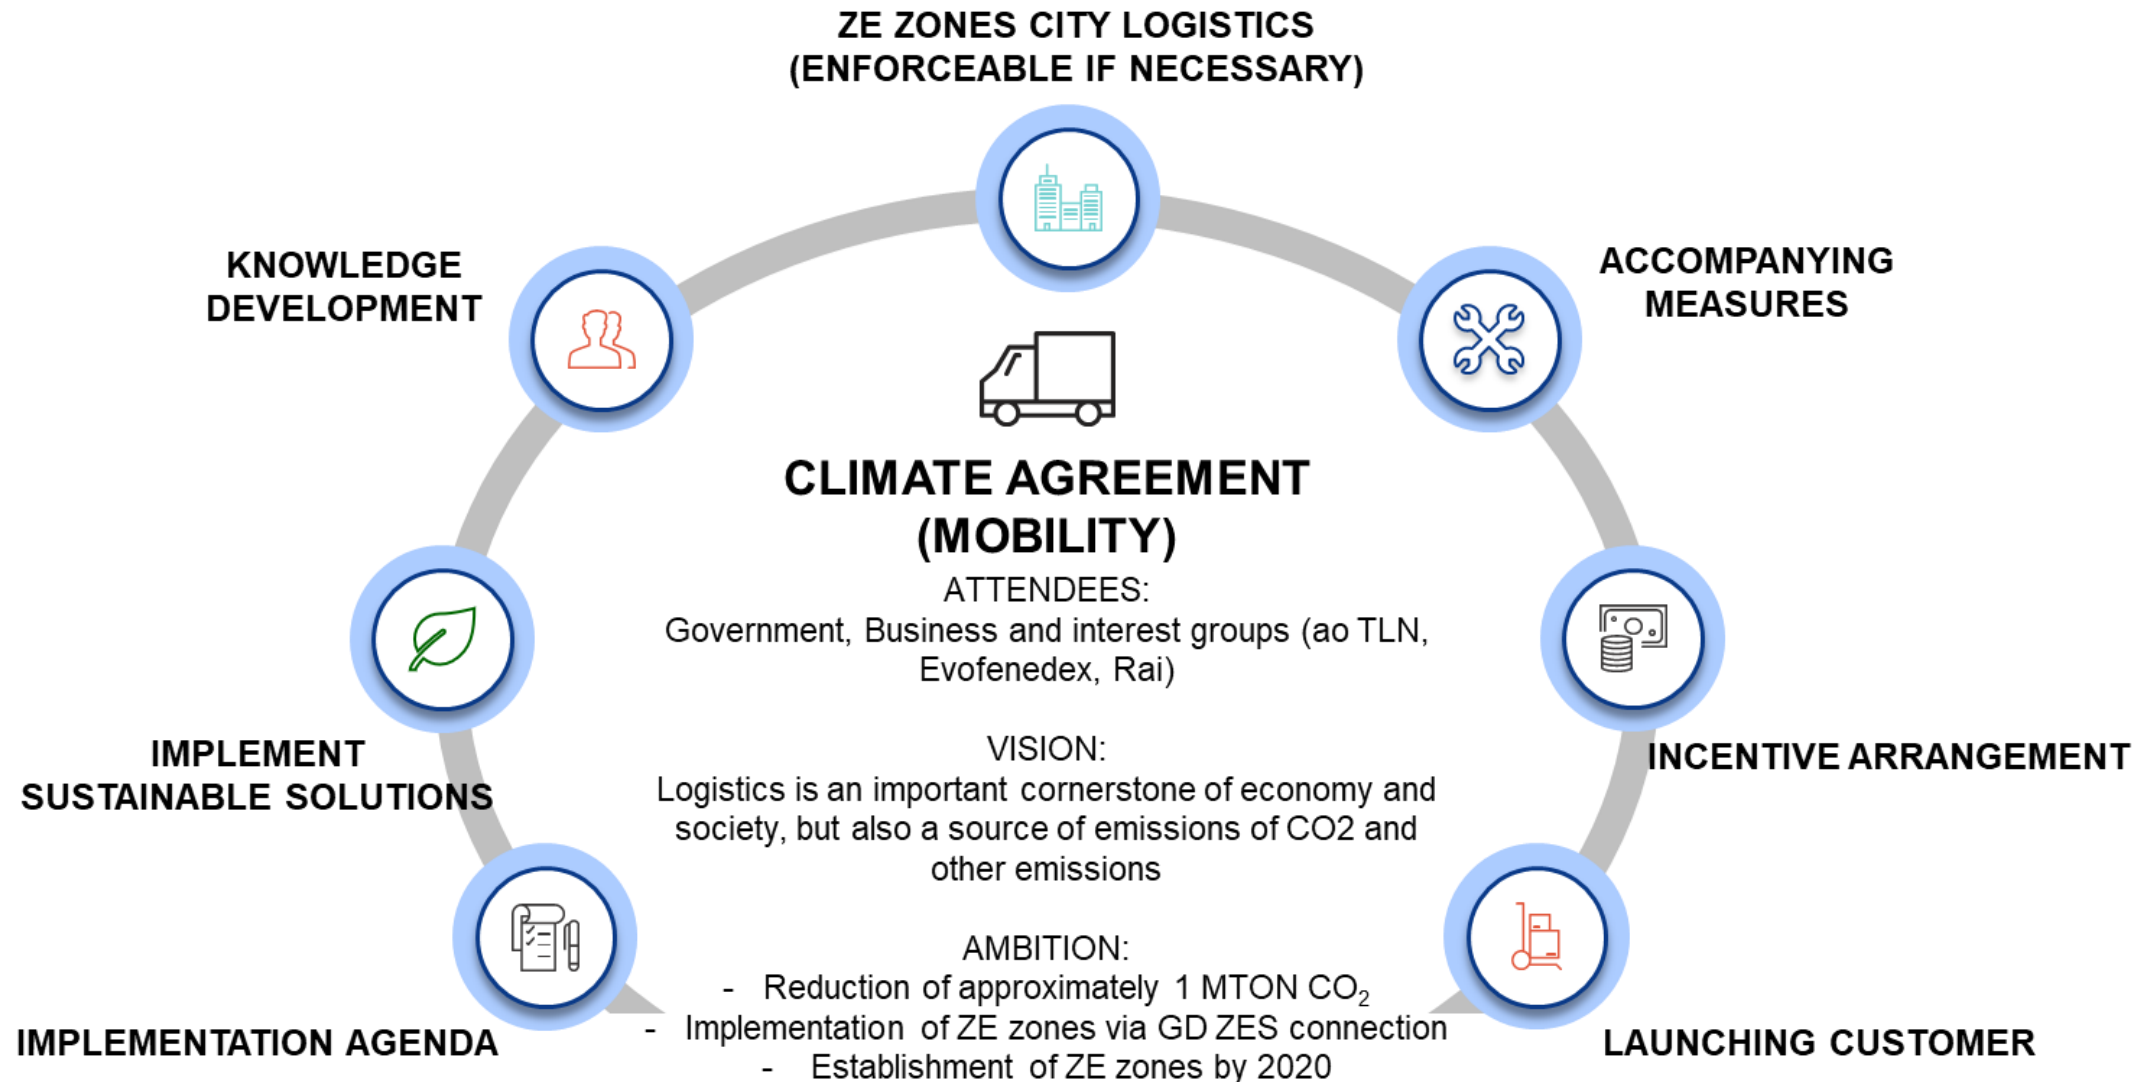 ZE ZONES CITY LOGISTICS
(ENFORCEABLE IF NECESSARY)
KNOWLEDGE
DEVELOPMENT
ACCOMPANYING
MEASURES
CLIMATE AGREEMENT
(MOBILITY)
ATTENDEES:
Government, Business and interest groups (ao TLN,
Evofenedex, Rai)
IMPLEMENT
SUSTAINABLE SOLUTIONS
INCENTIVE ARRANGEMENT
VISION:
Logistics is an important cornerstone of economy and
society, but also a source of emissions of CO2 and
other emissions
AMBITION:
- Reduction of approximately 1 MTON CO₂
- Implementation of ZE zones via GD ZES connection
- Establishment of ZE zones by 2020
IMPLEMENTATION AGENDA
LAUNCHING CUSTOMER